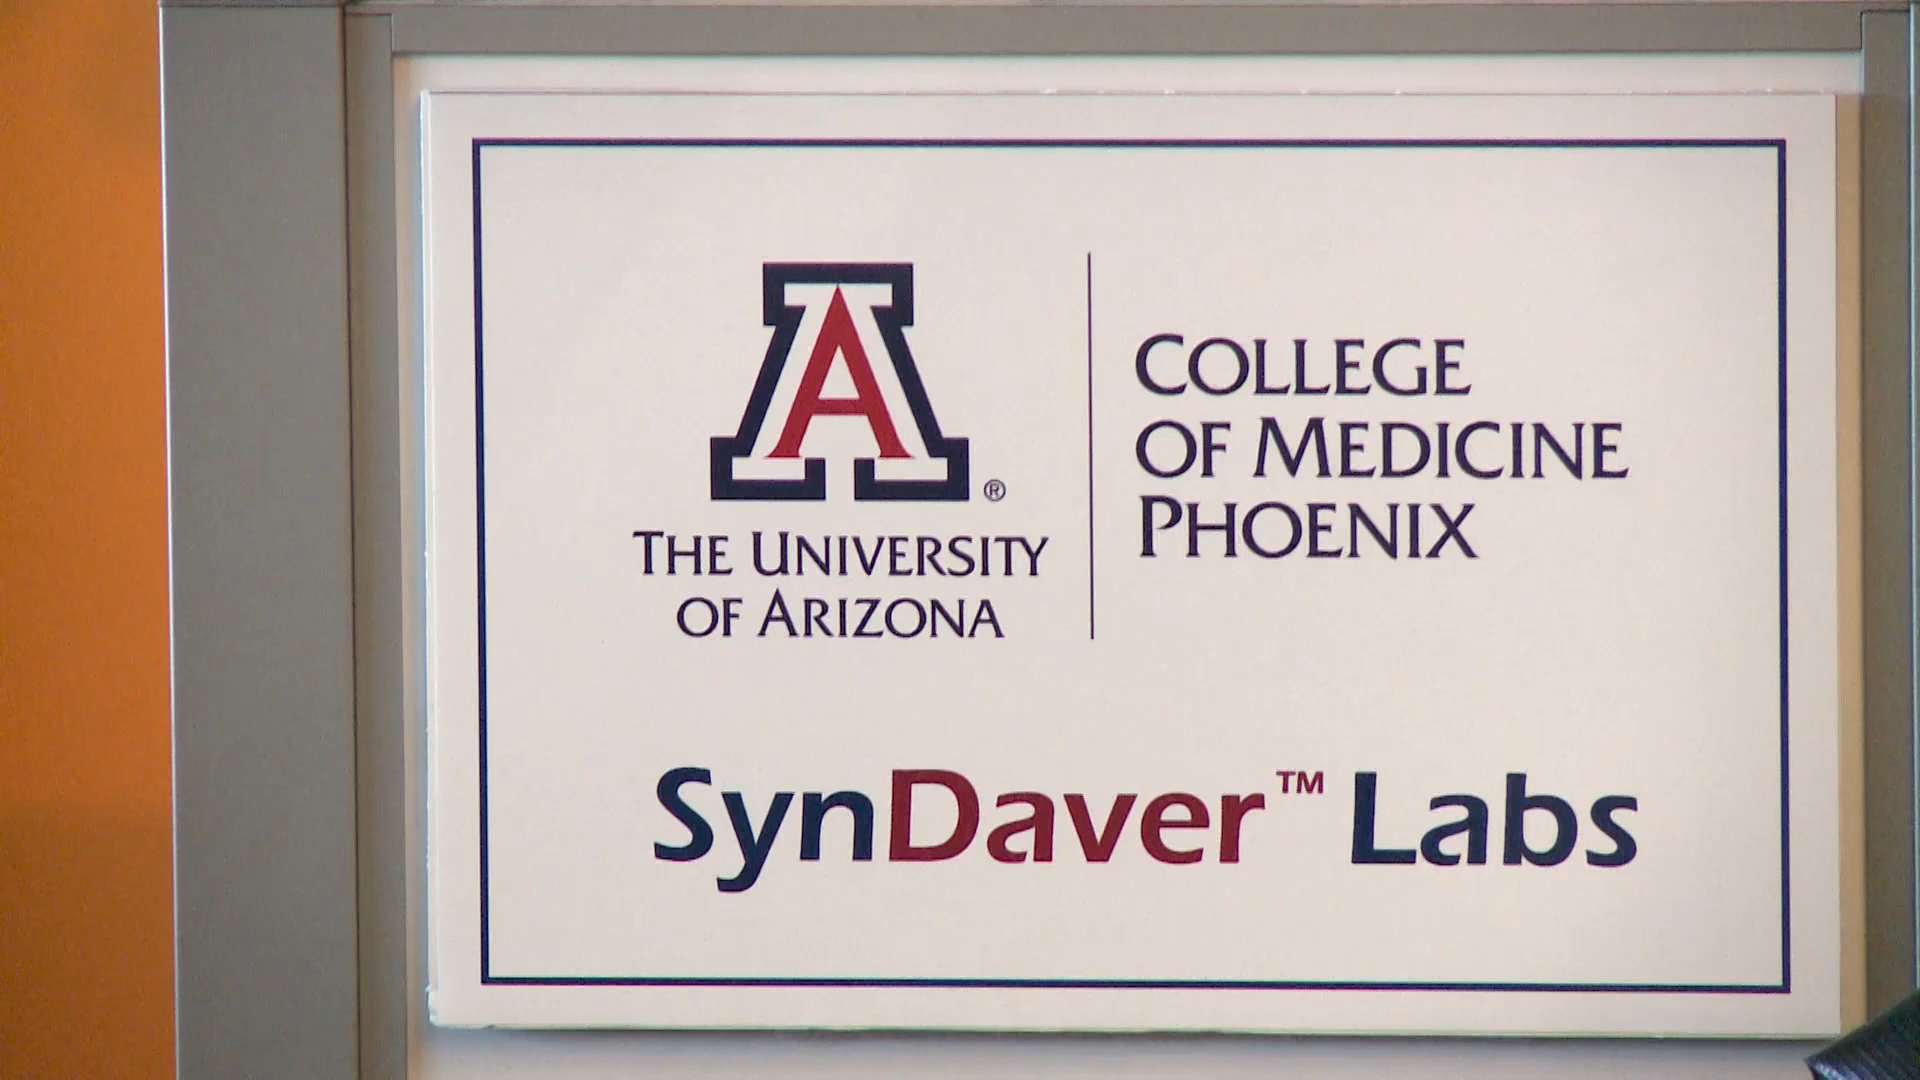 A®
THE UNIVERSITY
OF ARIZONA
COLLEGE
OF MEDICINE
PHOENIX
SynDaver™ Labs